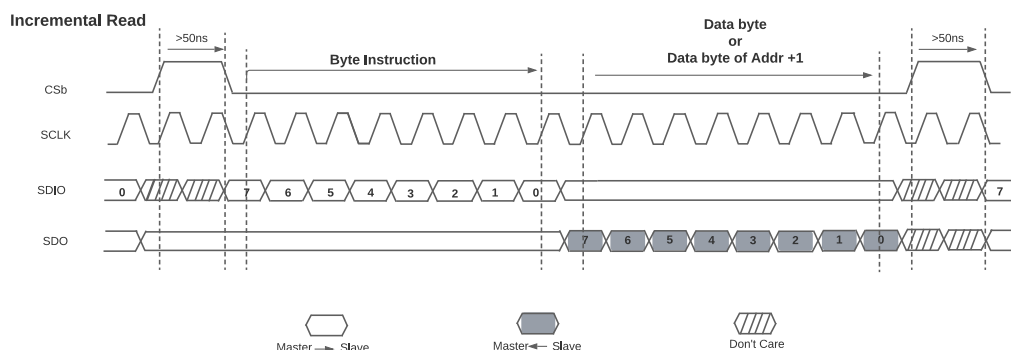 Incremental Read
>50ns
Byte Instruction
Data byte
or
Data byte of Addr +1
>50ns
CSb
SCLK
SDIO 0 7 6 5 4 3 2 1 0 7
SDO 7 6 5 4 3 2 1 0
Master Slave
Master Slave
Don't Care